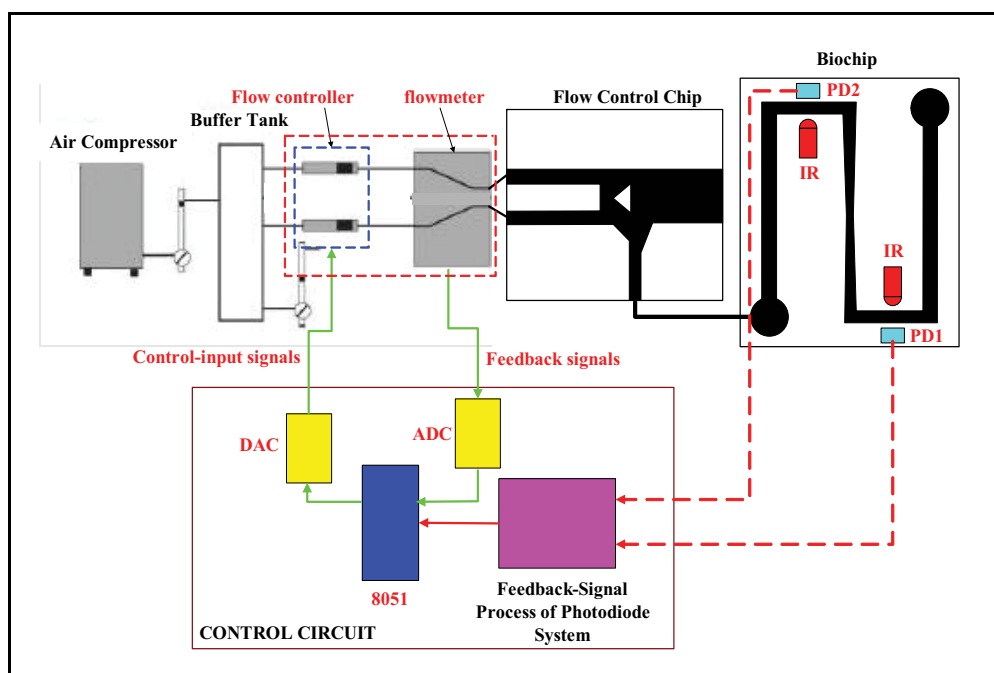 Biochip
PD2
Flow controller
flowmeter
Flow Control Chip
Buffer Tank
Air Compressor
IR
IR
PD1
Control-input signals
Feedback signals
DAC
ADC
8051
Feedback-Signal
Process of Photodiode
System
CONTROL CIRCUIT